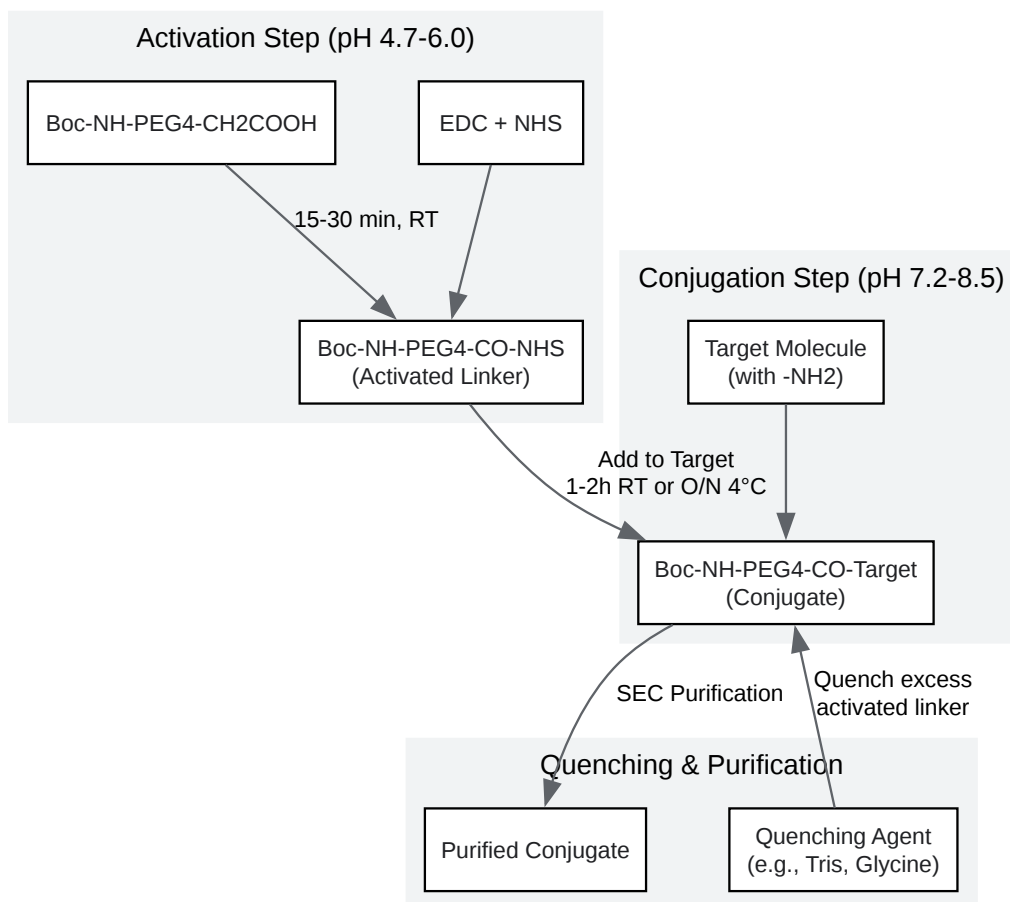 Activation Step (pH 4.7-6.0)
Boc-NH-PEG4-CH2COOH
EDC + NHS
15-30 min, RT
Boc-NH-PEG4-CO-NHS
(Activated Linker)
Conjugation Step (pH 7.2-8.5)
Target Molecule
(with -NH2)
Add to Target
1-2h RT or O/N 4°C
Boc-NH-PEG4-CO-Target
(Conjugate)
SEC Purification
Quench excess
activated linker
Quenching & Purification
Purified Conjugate
Quenching Agent
(e.g., Tris, Glycine)